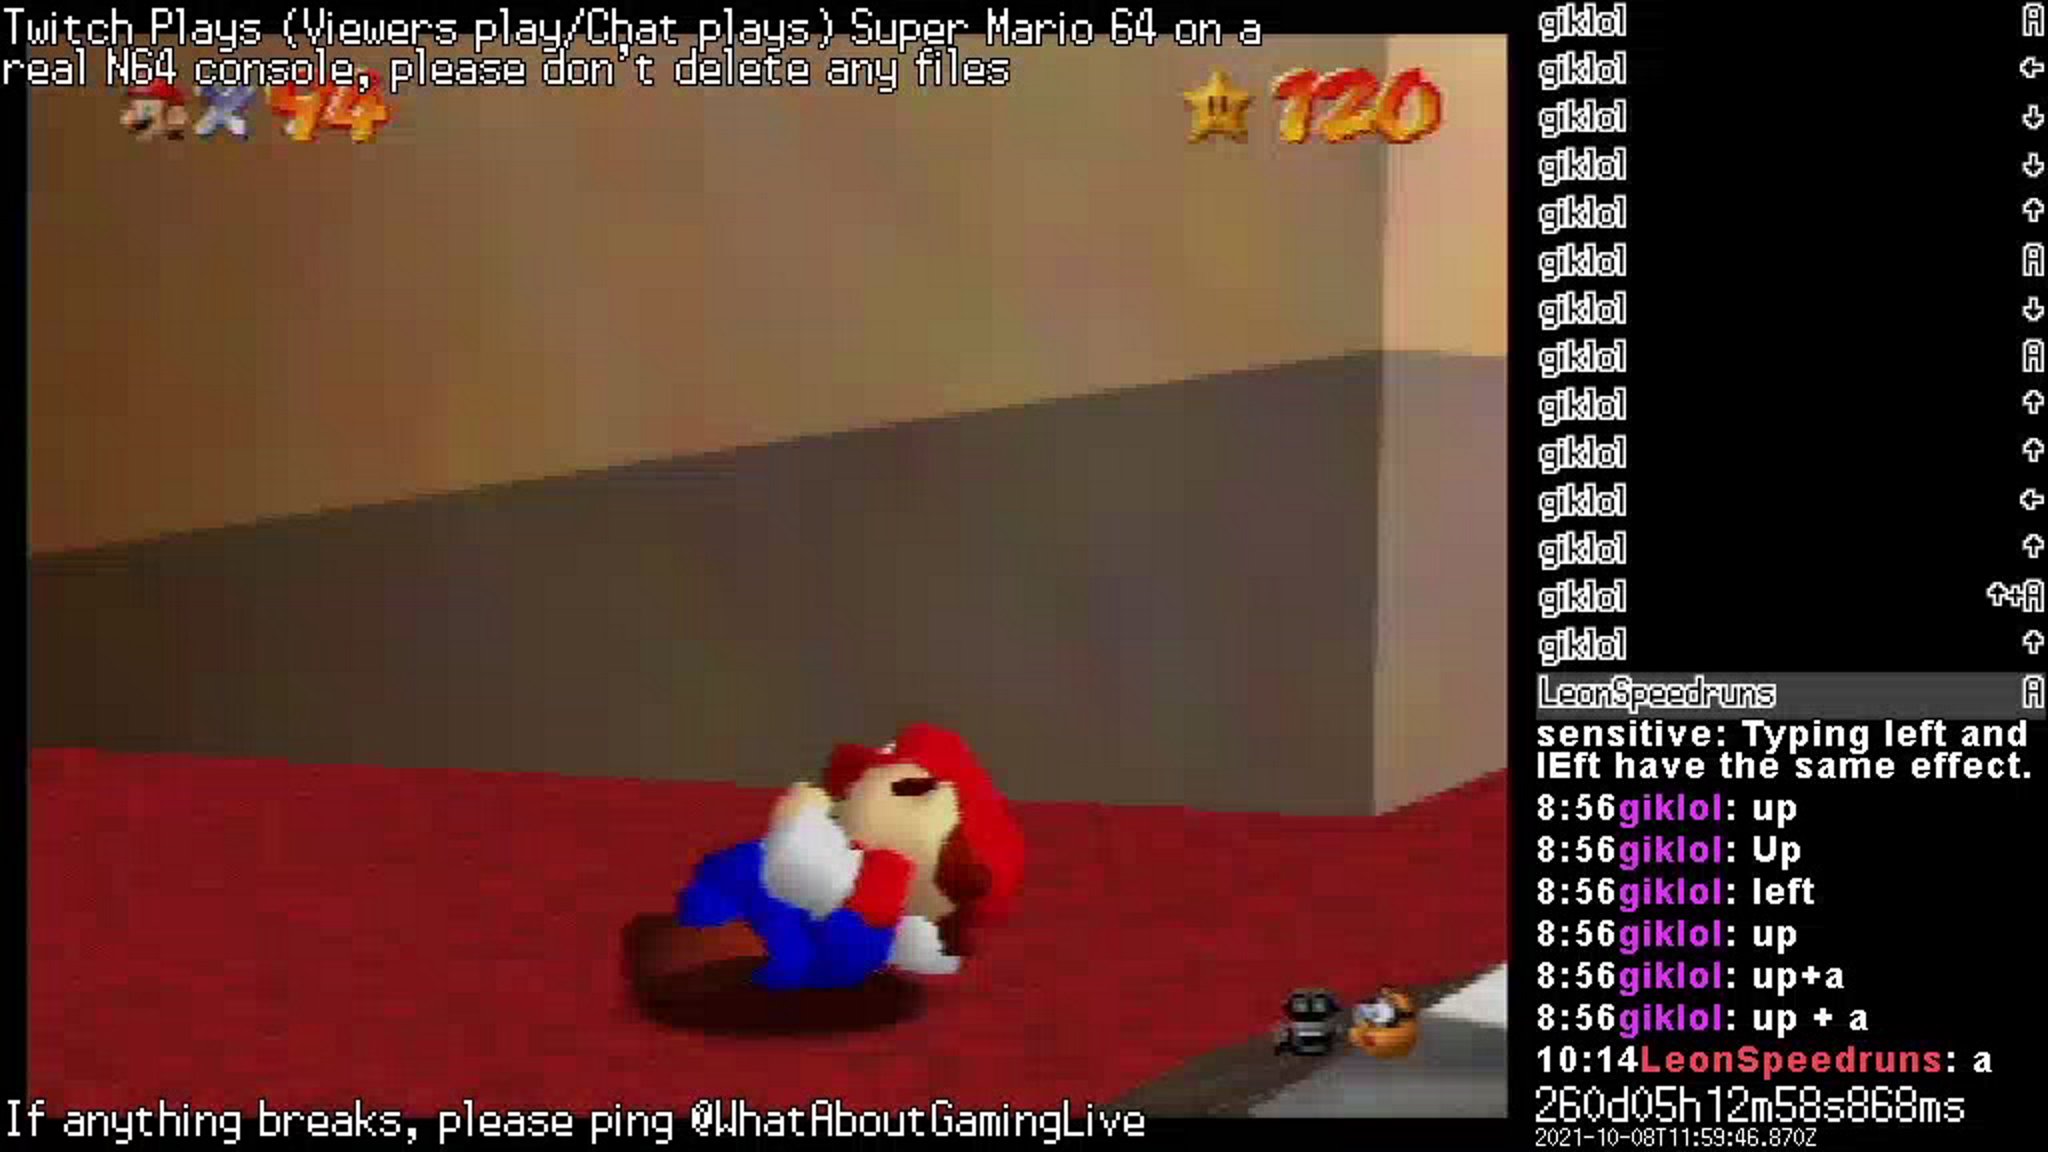 Twitch Plays (Viewers play/Chat plays) Super Mario 64 on a
real N64 console, please don't delete any files
94
120
giklol A
giklol ←
giklol ↓
giklol ↓
giklol ↑
giklol A
giklol ↓
giklol A
giklol ↑
giklol ↑
giklol ←
giklol ↑
giklol ↑+A
giklol ↑
LeonSpeedruns A
sensitive: Typing left and
lEft have the same effect.
8:56giklol: up
8:56giklol: Up
8:56giklol: left
8:56giklol: up
8:56giklol: up+a
8:56giklol: up + a
10:14LeonSpeedruns: a
260d05h12m58s868ms
2021-10-08T11:59:46.870Z
If anything breaks, please ping @WhatAboutGamingLive